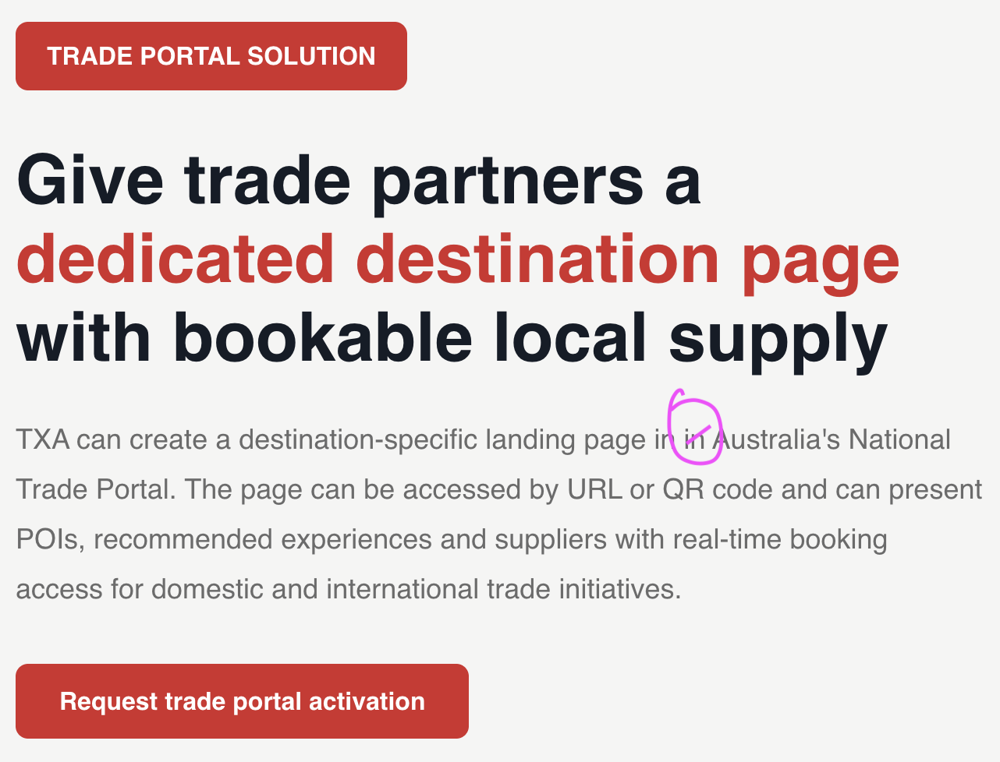 TRADE PORTAL SOLUTION
Give trade partners a
dedicated destination page
with bookable local supply
TXA can create a destination-specific landing page in in Australia's National
Trade Portal. The page can be accessed by URL or QR code and can present
POIs, recommended experiences and suppliers with real-time booking
access for domestic and international trade initiatives.
Request trade portal activation